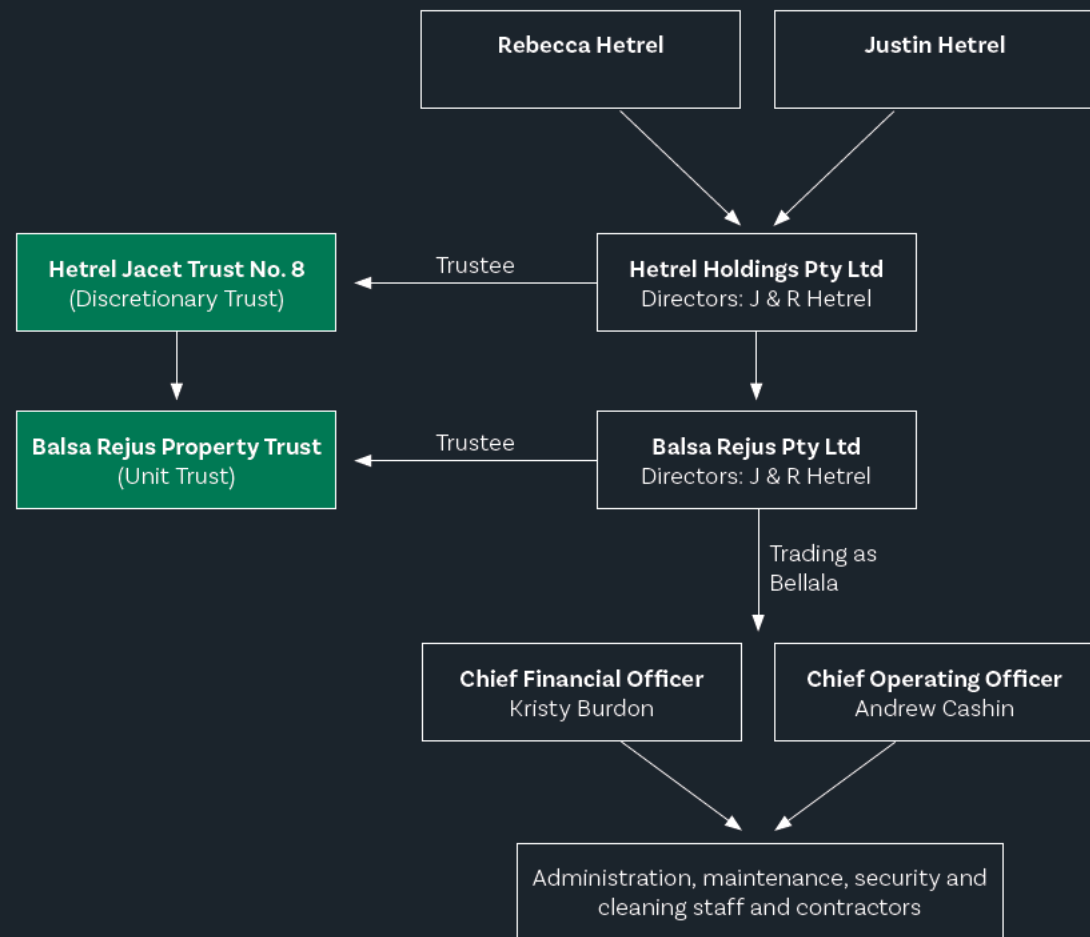 Rebecca Hetrel
Justin Hetrel
Hetrel Jacet Trust No. 8
(Discretionary Trust)
Trustee
Hetrel Holdings Pty Ltd
Directors: J & R Hetrel
Balsa Rejus Property Trust
(Unit Trust)
Trustee
Balsa Rejus Pty Ltd
Directors: J & R Hetrel
Trading as
Bellala
Chief Financial Officer
Kristy Burdon
Chief Operating Officer
Andrew Cashin
Administration, maintenance, security and
cleaning staff and contractors